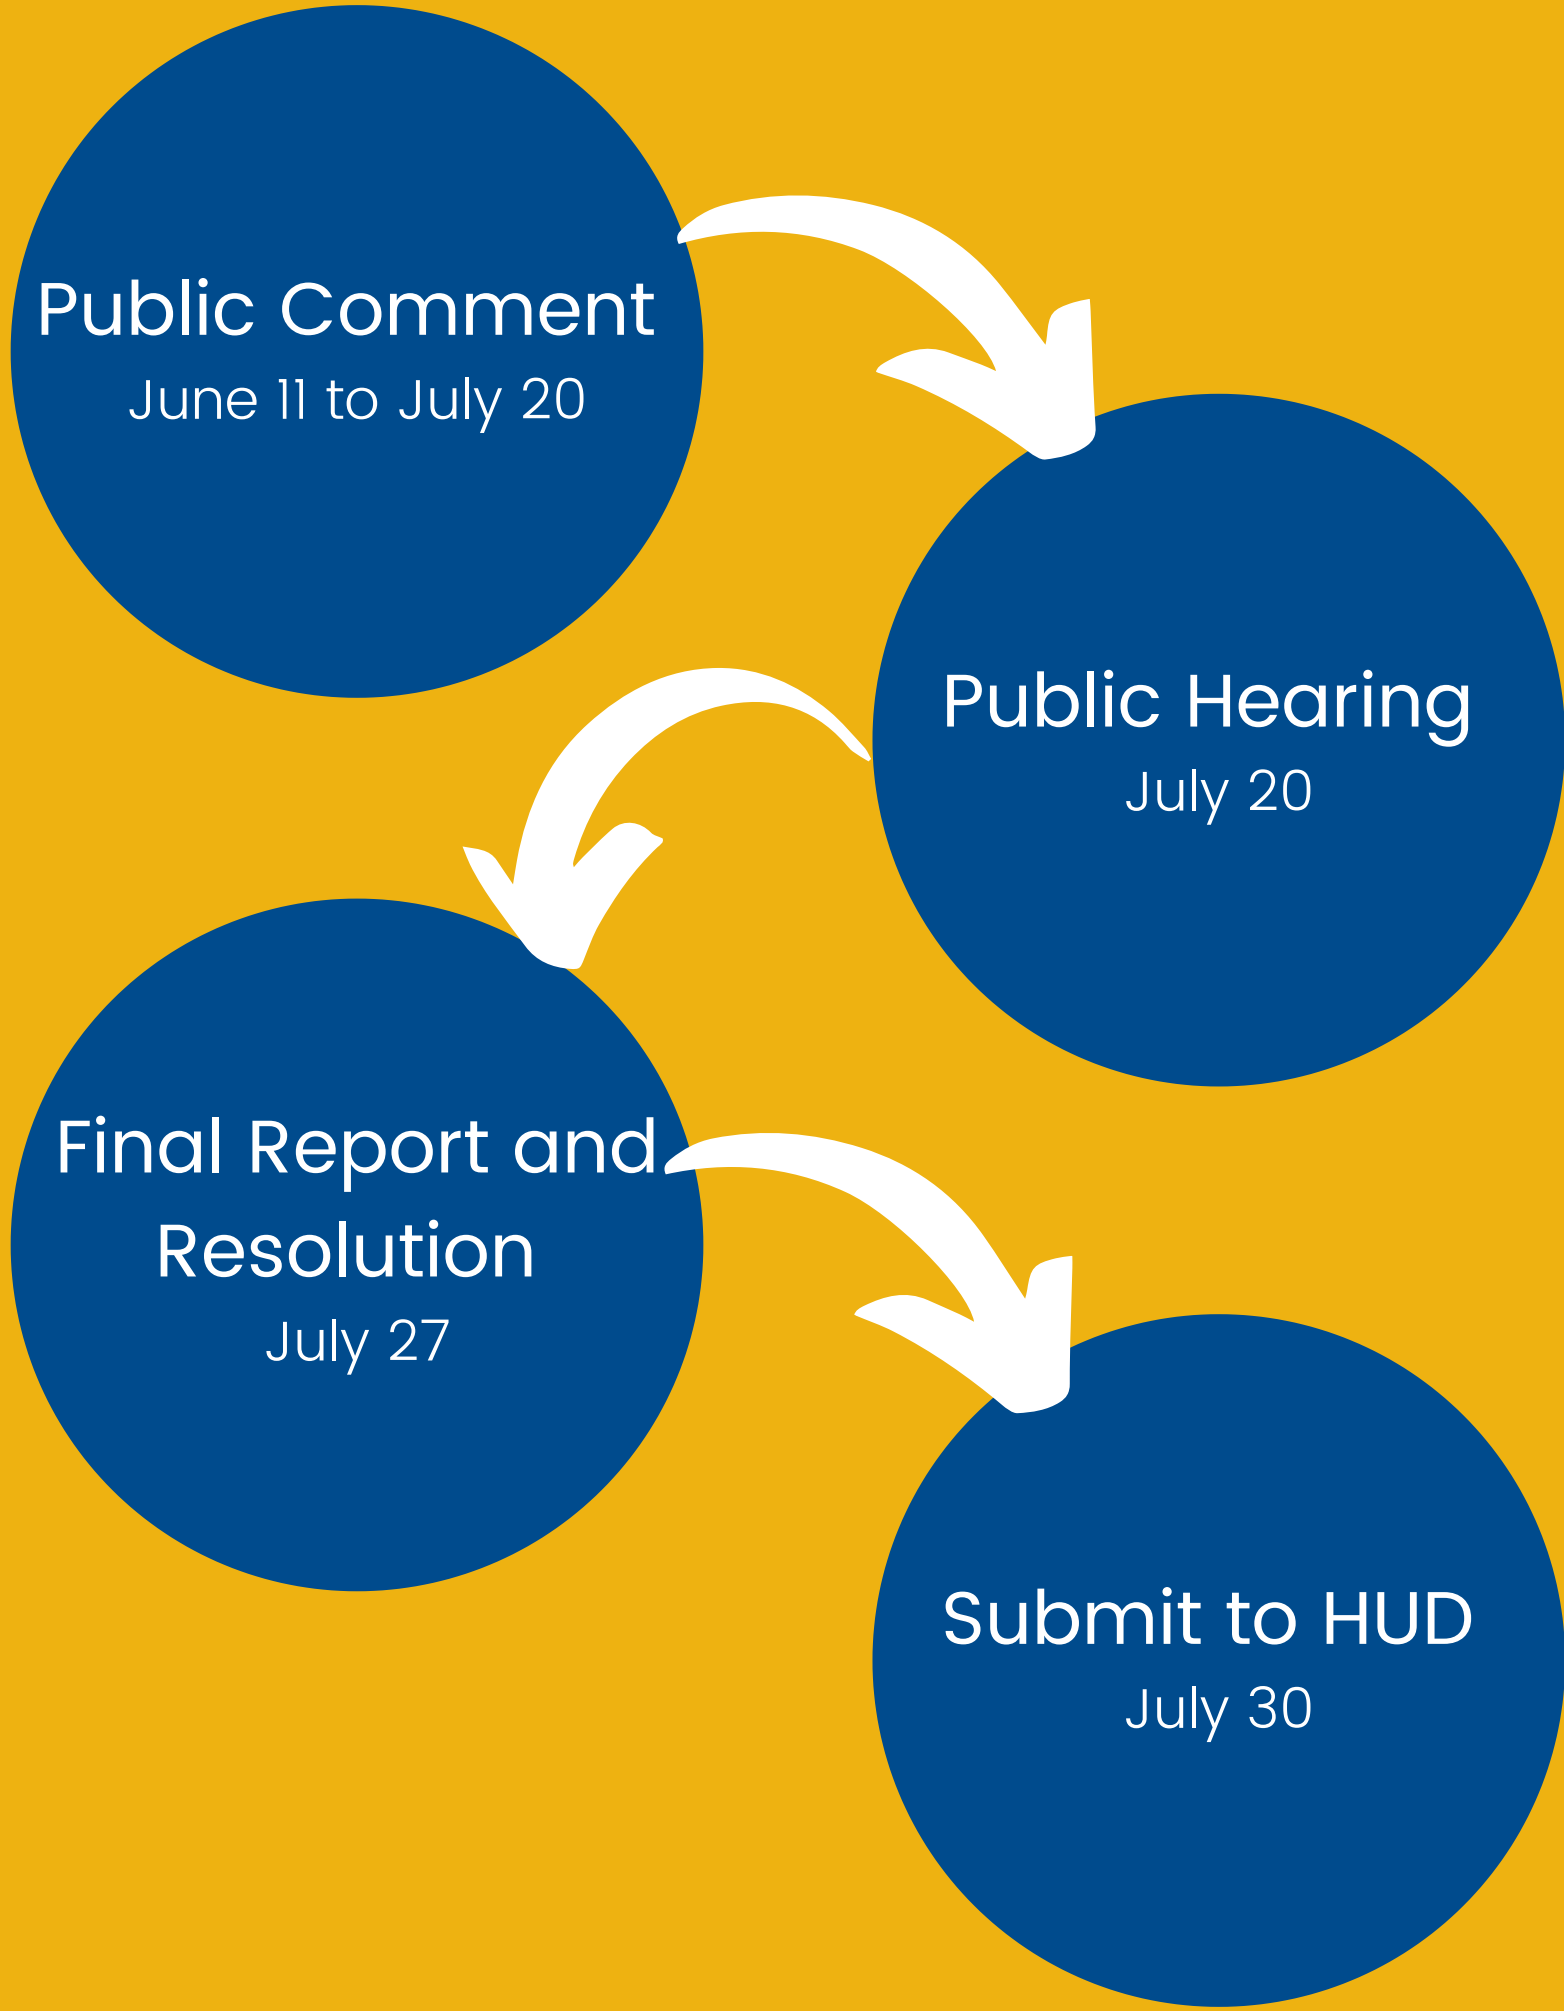 Public Comment
June 11 to July 20
Public Hearing
July 20
Final Report and
Resolution
July 27
Submit to HUD
July 30